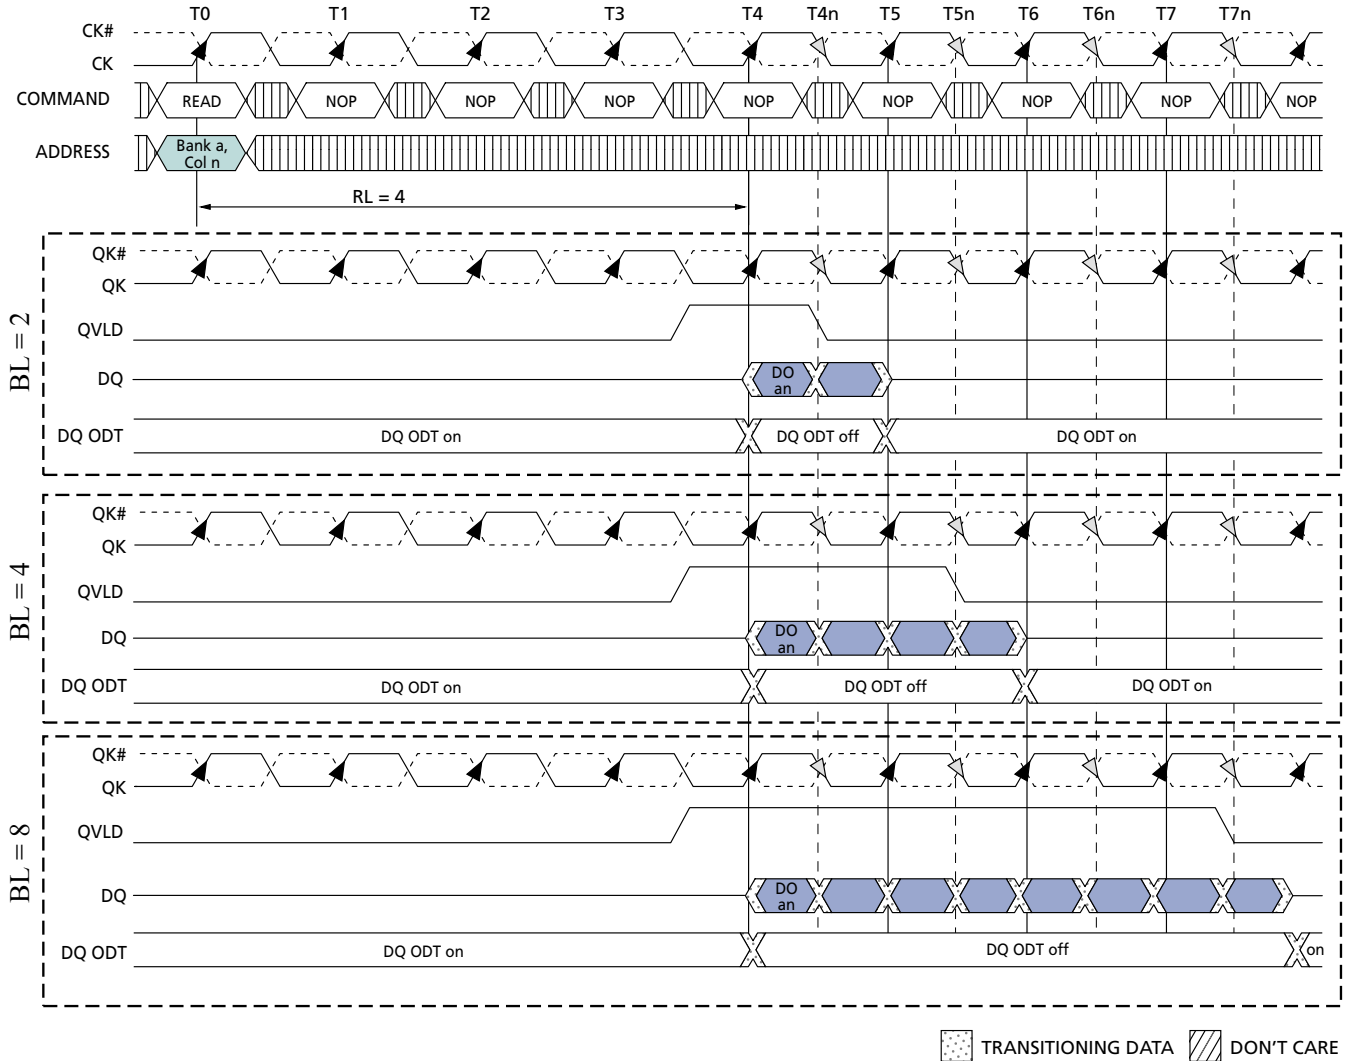 T0 T1 T2 T3 T4 T4n T5 T5n T6 T6n T7 T7n
CK#
CK
COMMAND READ NOP NOP NOP NOP NOP NOP NOP NOP
ADDRESS Bank a,
Col n
RL = 4
BL = 2
QK#
QK
QVLD
DQ DO
an
DQ ODT DQ ODT on DQ ODT off DQ ODT on
BL = 4
QK#
QK
QVLD
DQ DO
an
DQ ODT DQ ODT on DQ ODT off DQ ODT on
BL = 8
QK#
QK
QVLD
DQ DO
an
DQ ODT DQ ODT on DQ ODT off on
TRANSITIONING DATA DON'T CARE